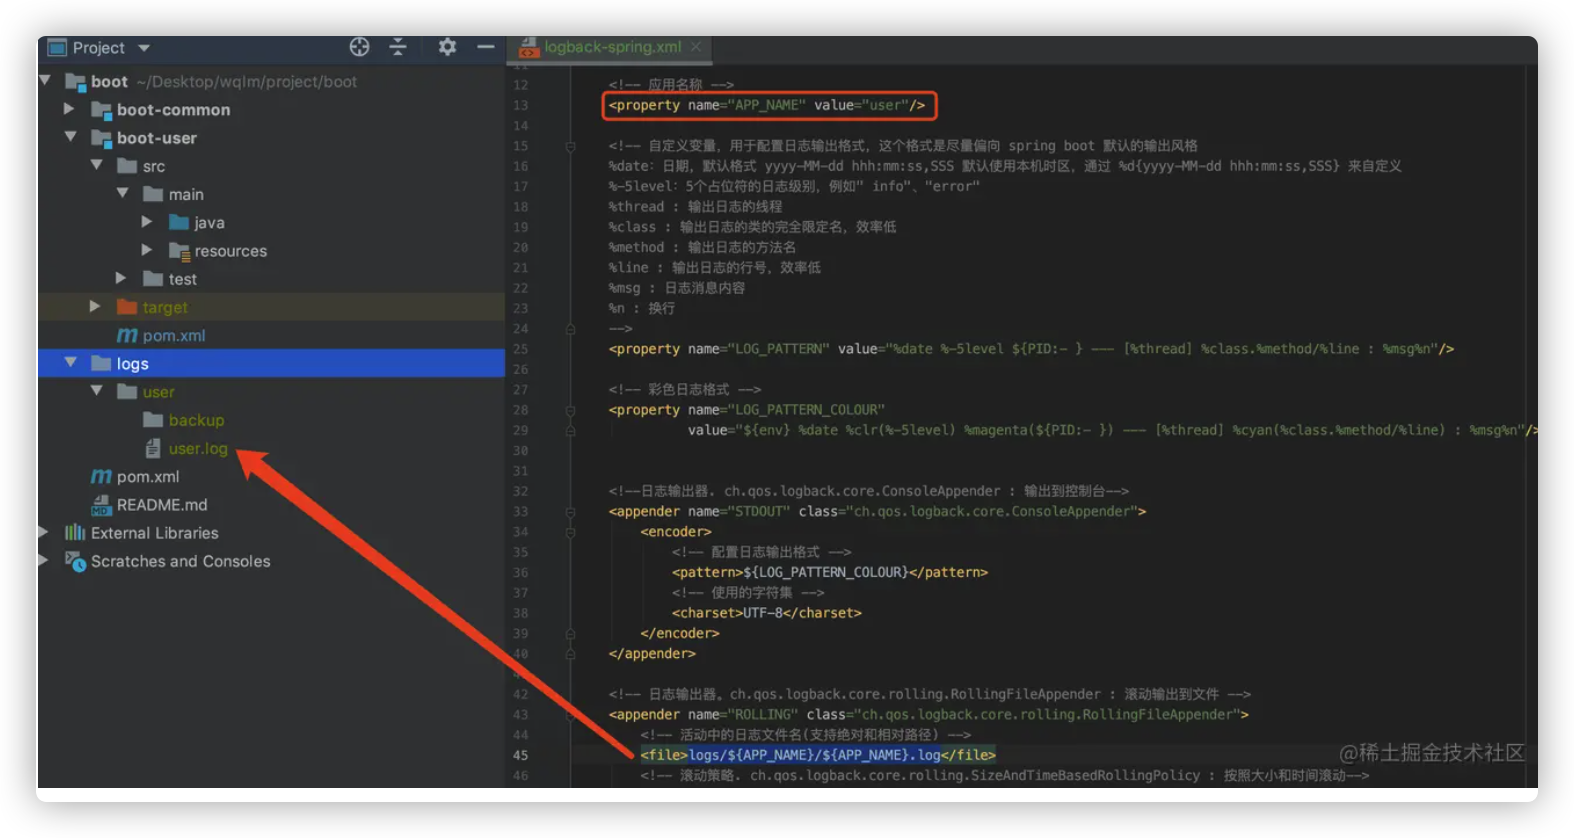 Project
boot ~/Desktop/wqlm/project/boot
boot-common
boot-user
src
main
java
resources
test
target
pom.xml
logs
user
backup
user.log
pom.xml
README.md
External Libraries
Scratches and Consoles
logback-spring.xml
12 <!-- 应用名称 -->
13 <property name="APP_NAME" value="user"/>
14
15 <!-- 自定义变量，用于配置日志输出格式，这个格式是尽量偏向 spring boot 默认的输出风格
16 %date：日期，默认格式 yyyy-MM-dd hhh:mm:ss,SSS 默认使用本机时区，通过 %d{yyyy-MM-dd hhh:mm:ss,SSS} 来自定义
17 %-5level：5个占位符的日志级别，例如" info"、"error"
18 %thread : 输出日志的线程
19 %class : 输出日志的类的完全限定名，效率低
20 %method : 输出日志的方法名
21 %line : 输出日志的行号，效率低
22 %msg : 日志消息内容
23 %n : 换行
24 -->
25 <property name="LOG_PATTERN" value="%date %-5level ${PID:- } --- [%thread] %class.%method/%line : %msg%n"/>
26
27 <!-- 彩色日志格式 -->
28 <property name="LOG_PATTERN_COLOUR"
29 value="${env} %date %clr(%-5level) %magenta(${PID:- }) --- [%thread] %cyan(%class.%method/%line) : %msg%n"/>
30
31
32 <!--日志输出器. ch.qos.logback.core.ConsoleAppender : 输出到控制台-->
33 <appender name="STDOUT" class="ch.qos.logback.core.ConsoleAppender">
34 <encoder>
35 <!-- 配置日志输出格式 -->
36 <pattern>${LOG_PATTERN_COLOUR}</pattern>
37 <!-- 使用的字符集 -->
38 <charset>UTF-8</charset>
39 </encoder>
40 </appender>
42 <!-- 日志输出器。ch.qos.logback.core.rolling.RollingFileAppender : 滚动输出到文件 -->
43 <appender name="ROLLING" class="ch.qos.logback.core.rolling.RollingFileAppender">
44 <!-- 活动中的日志文件名(支持绝对和相对路径) -->
45 <file>logs/${APP_NAME}/${APP_NAME}.log</file>
46 <!-- 滚动策略. ch.qos.logback.core.rolling.SizeAndTimeBasedRollingPolicy : 按照大小和时间滚动-->
@稀土掘金技术社区